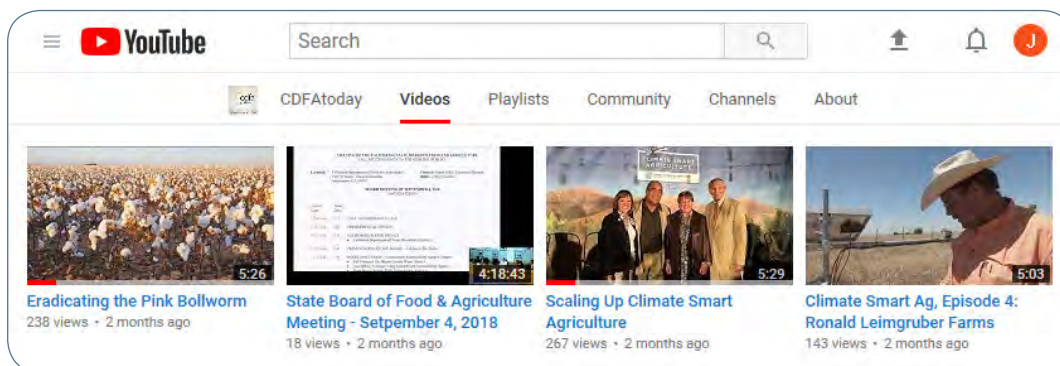 YouTube
Search
J
CDFAtoday
Videos
Playlists
Community
Channels
About
CLIMATE SMART
AGRICULTURE
5:26
4:18:43
5:29
5:03
Eradicating the Pink Bollworm
238 views • 2 months ago
State Board of Food & Agriculture
Meeting - Setpember 4, 2018
18 views • 2 months ago
Scaling Up Climate Smart
Agriculture
267 views • 2 months ago
Climate Smart Ag, Episode 4:
Ronald Leimgruber Farms
143 views • 2 months ago